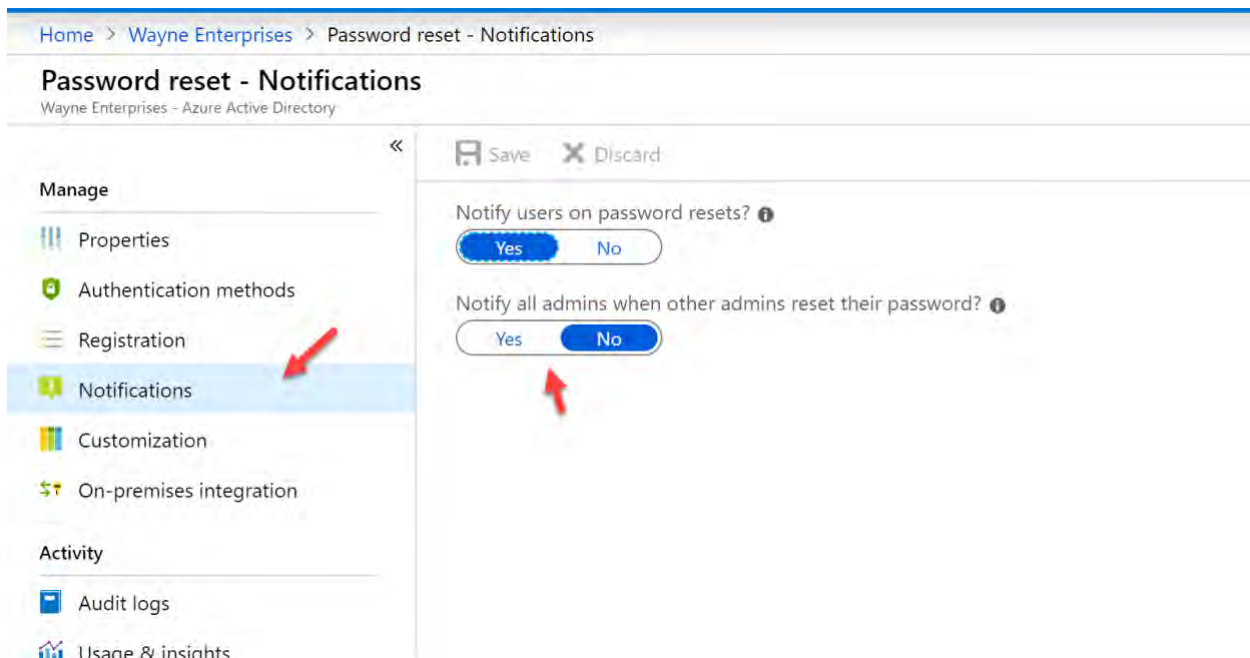 Home > Wayne Enterprises > Password reset - Notifications
Password reset - Notifications
Wayne Enterprises - Azure Active Directory
«
Save Discard
Manage
Properties
Authentication methods
Registration
Notifications
Customization
On-premises integration
Activity
Audit logs
Usage & insights
Notify users on password resets?
Yes No
Notify all admins when other admins reset their password?
Yes No